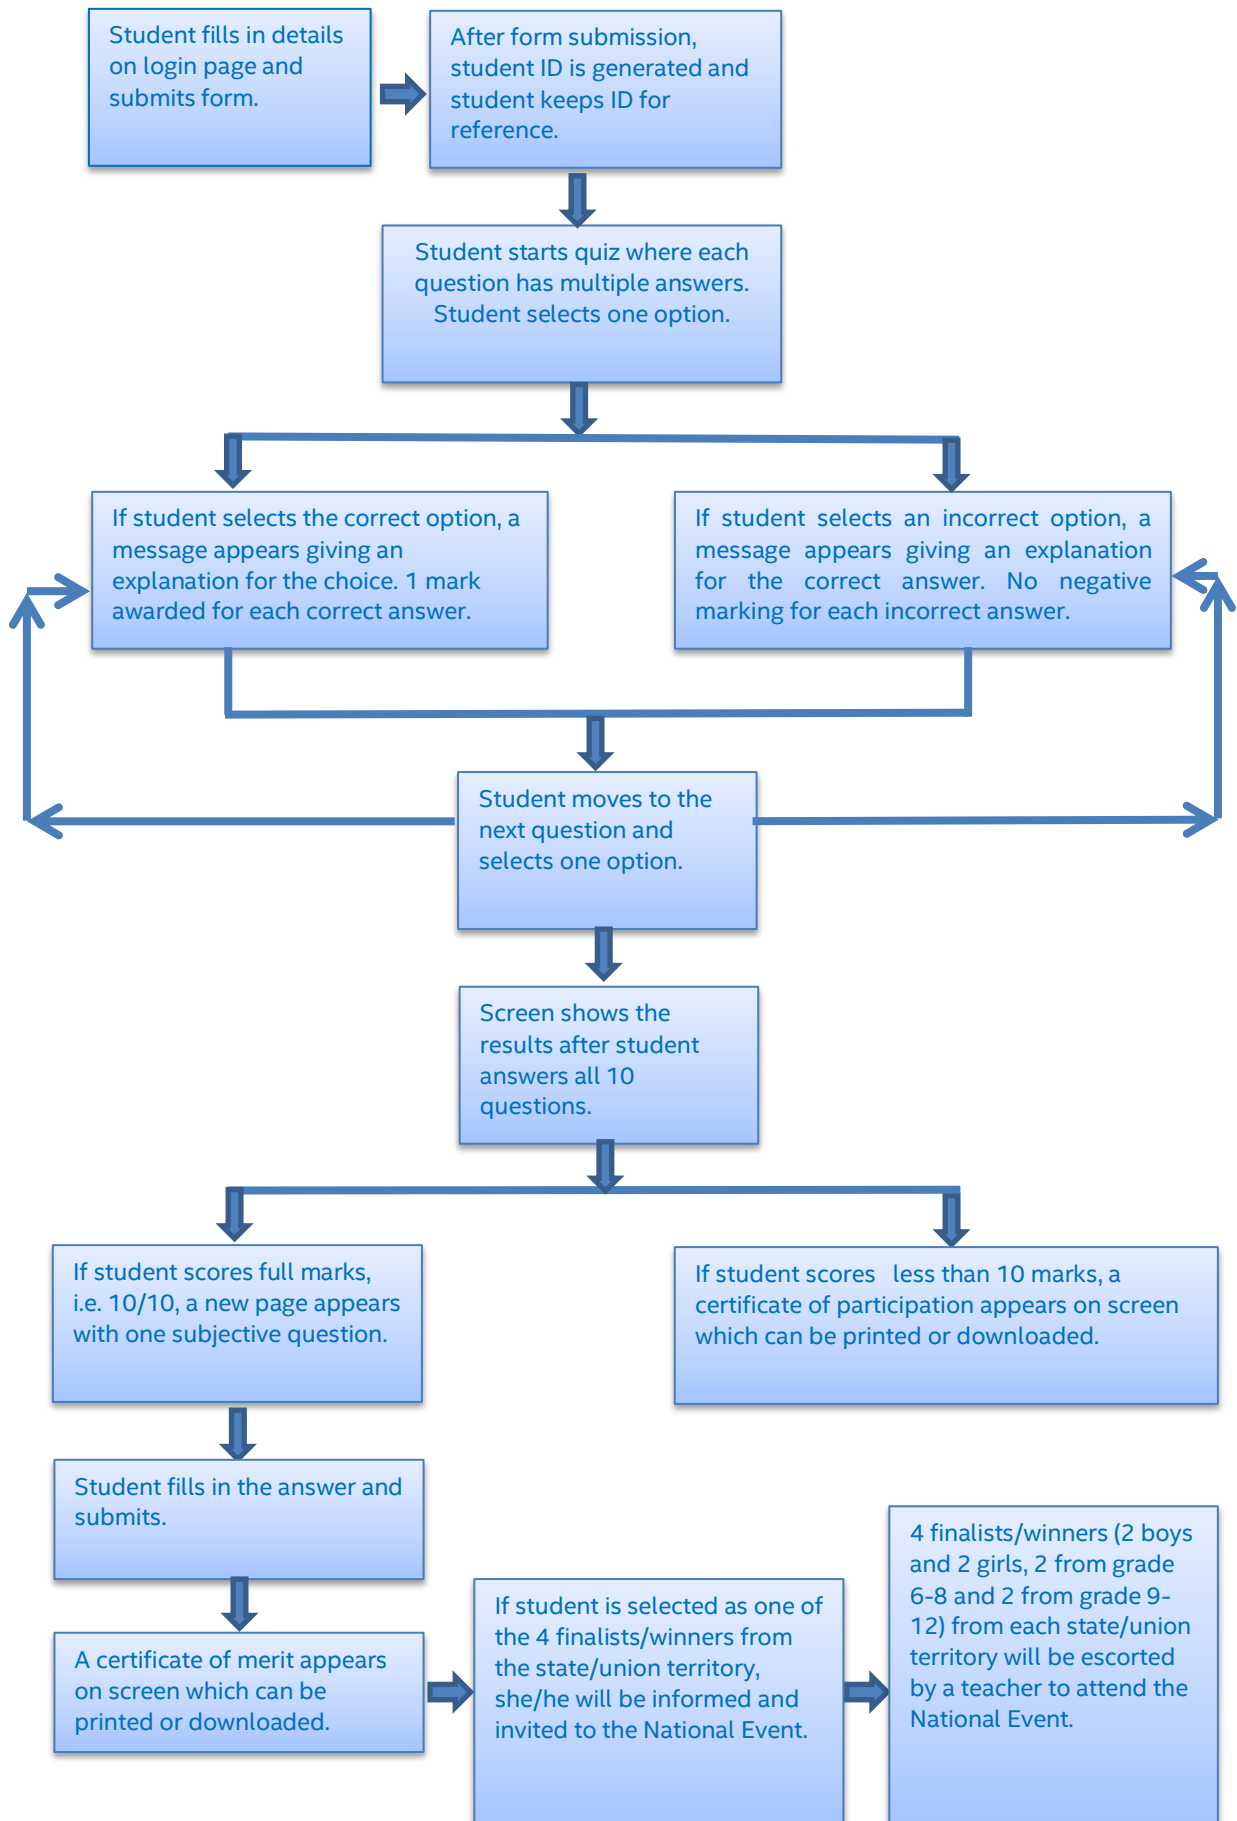 Student fills in details
on login page and
submits form.
After form submission,
student ID is generated and
student keeps ID for
reference.
Student starts quiz where each
question has multiple answers.
Student selects one option.
If student selects the correct option, a
message appears giving an
explanation for the choice. 1 mark
awarded for each correct answer.
If student selects an incorrect option, a
message appears giving an explanation
for the correct answer. No negative
marking for each incorrect answer.
Student moves to the
next question and
selects one option.
Screen shows the
results after student
answers all 10
questions.
If student scores full marks,
i.e. 10/10, a new page appears
with one subjective question.
If student scores less than 10 marks, a
certificate of participation appears on screen
which can be printed or downloaded.
Student fills in the answer and
submits.
A certificate of merit appears
on screen which can be
printed or downloaded.
If student is selected as one of
the 4 finalists/winners from
the state/union territory,
she/he will be informed and
invited to the National Event.
4 finalists/winners (2 boys
and 2 girls, 2 from grade
6-8 and 2 from grade 9-
12) from each state/union
territory will be escorted
by a teacher to attend the
National Event.